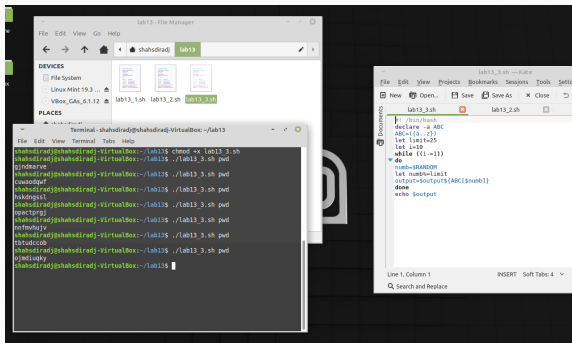 lab13 - File Manager
File Edit View Go Help
shahsdiradj lab13
DEVICES
File System
Linux Mint 19.3 ...
VBox_GAs_6.1.12
PLACES
lab13_1.sh lab13_2.sh lab13_3.sh
Terminal - shahsdiradj@shahsdiradj-VirtualBox: ~/lab13
File Edit View Terminal Tabs Help
shahsdiradj@shahsdiradj-VirtualBox:~/lab13$ chmod +x lab13_3.sh
shahsdiradj@shahsdiradj-VirtualBox:~/lab13$ ./lab13_3.sh pwd
gjndmarve
shahsdiradj@shahsdiradj-VirtualBox:~/lab13$ ./lab13_3.sh pwd
cuwaodqwf
shahsdiradj@shahsdiradj-VirtualBox:~/lab13$ ./lab13_3.sh pwd
hskdngssl
shahsdiradj@shahsdiradj-VirtualBox:~/lab13$ ./lab13_3.sh pwd
opactprgj
shahsdiradj@shahsdiradj-VirtualBox:~/lab13$ ./lab13_3.sh pwd
nnfmvhujv
shahsdiradj@shahsdiradj-VirtualBox:~/lab13$ ./lab13_3.sh pwd
tbtudccob
shahsdiradj@shahsdiradj-VirtualBox:~/lab13$ ./lab13_3.sh pwd
ojmdiuqky
shahsdiradj@shahsdiradj-VirtualBox:~/lab13$
lab13_3.sh — Kate
File Edit View Projects Bookmarks Sessions Tools Setti
New Open... Save Save As Close
lab13_3.sh lab13_2.sh
Documents
#! /bin/bash
declare -a ABC
ABC=({a..z})
let limit=25
let i=10
while ((i-=1))
do
numb=$RANDOM
let numb%=limit
output=$output${ABC[$numb]}
done
echo $output
Line 1, Column 1 INSERT Soft Tabs: 4
Search and Replace